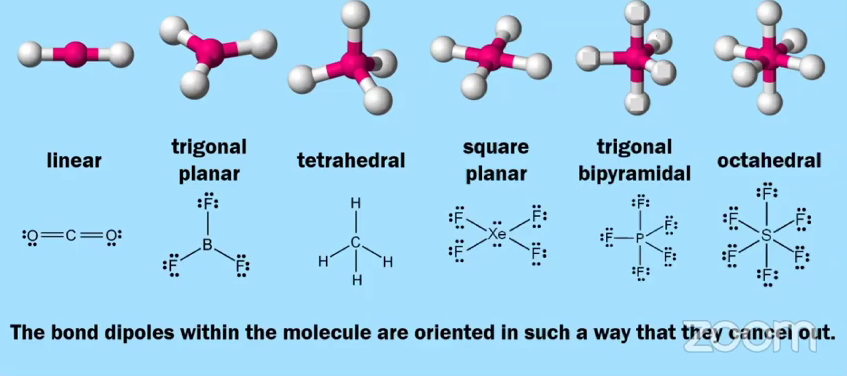 linear
trigonal
planar
tetrahedral
square
planar
trigonal
bipyramidal
octahedral
O=C=O
F
B
F
F
H
C
H
H
H
F
F
Xe
F
F
F
F
F
P
F
F
F
F
F
S
F
F
F
The bond dipoles within the molecule are oriented in such a way that they cancel out.
zoom